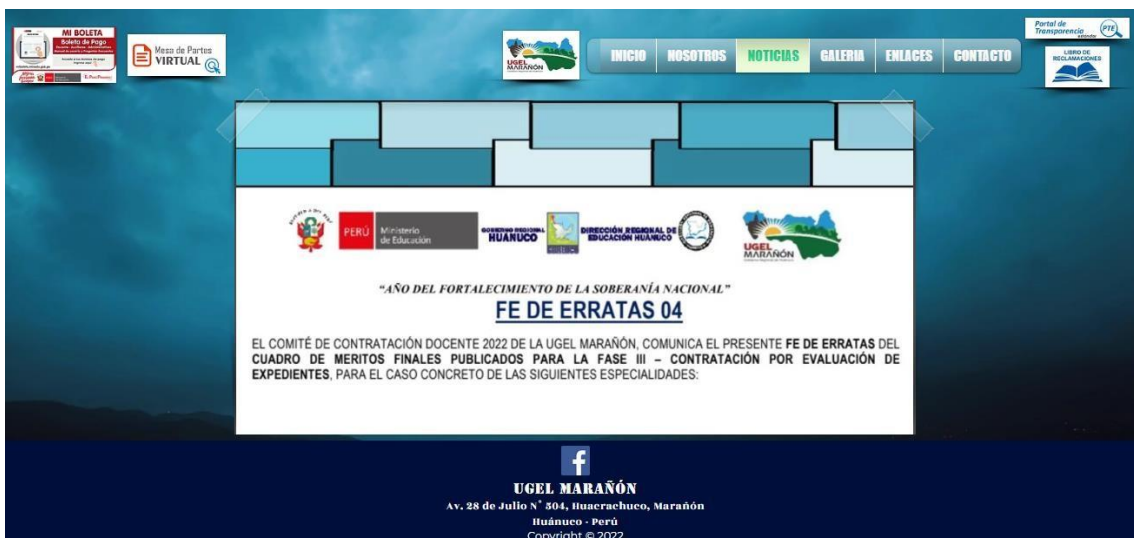 MI BOLETA
Boleta de Pago
Mesa de Partes
VIRTUAL
UGEL
MARAÑÓN
INICIO NOSOTROS NOTICIAS GALERIA ENLACES CONTACTO
Portal de
Transparencia
estándar
PTE
LIBRO DE
RECLAMACIONES
PERÚ Ministerio
de Educación
GOBIERNO REGIONAL
HUANUCO
DIRECCIÓN REGIONAL DE
EDUCACIÓN HUÁNUCO
UGEL
MARAÑÓN
“AÑO DEL FORTALECIMIENTO DE LA SOBERANÍA NACIONAL”
FE DE ERRATAS 04
EL COMITÉ DE CONTRATACIÓN DOCENTE 2022 DE LA UGEL MARAÑÓN, COMUNICA EL PRESENTE FE DE ERRATAS DEL
CUADRO DE MERITOS FINALES PUBLICADOS PARA LA FASE III – CONTRATACIÓN POR EVALUACIÓN DE
EXPEDIENTES, PARA EL CASO CONCRETO DE LAS SIGUIENTES ESPECIALIDADES:
UGEL MARAÑÓN
Av. 28 de Julio N° 504, Huacrachuco, Marañón
Huánuco - Perú
Copyright © 2022